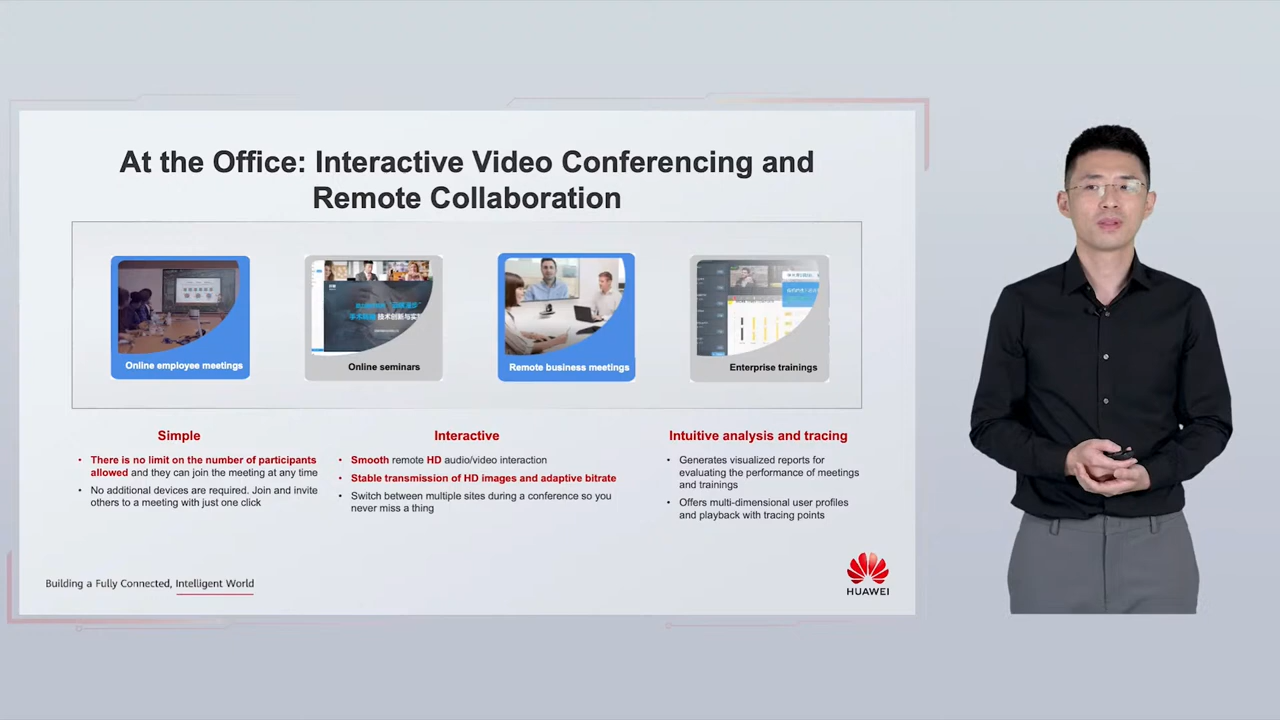 At the Office: Interactive Video Conferencing and
Remote Collaboration
Online employee meetings
Online seminars
Remote business meetings
Enterprise trainings
Simple
• There is no limit on the number of participants
allowed and they can join the meeting at any time
• No additional devices are required. Join and invite
others to a meeting with just one click
Interactive
• Smooth remote HD audio/video interaction
• Stable transmission of HD images and adaptive bitrate
• Switch between multiple sites during a conference so you
never miss a thing
Intuitive analysis and tracing
• Generates visualized reports for
evaluating the performance of meetings
and trainings
• Offers multi-dimensional user profiles
and playback with tracing points
Building a Fully Connected, Intelligent World
HUAWEI